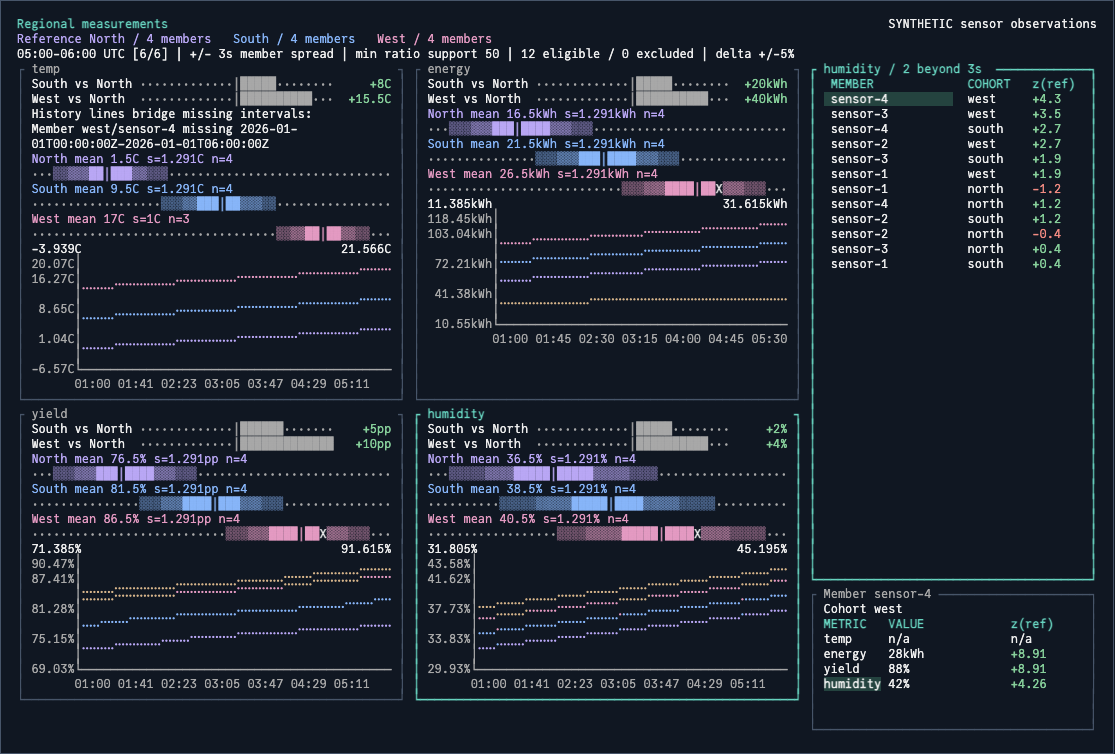 Regional measurements
SYNTHETIC sensor observations
Reference North / 4 members South / 4 members West / 4 members
05:00-06:00 UTC [6/6] | +/- 3s member spread | min ratio support 50 | 12 eligible / 0 excluded | delta +/-5%
temp
South vs North +8C
West vs North +15.5C
History lines bridge missing intervals:
Member west/sensor-4 missing 2026-01-
01T00:00:00Z-2026-01-01T06:00:00Z
North mean 1.5C s=1.291C n=4
South mean 9.5C s=1.291C n=4
West mean 17C s=1C n=3
-3.939C 21.566C
20.07C
16.27C
8.65C
1.04C
-6.57C
01:00 01:41 02:23 03:05 03:47 04:29 05:11
energy
South vs North +20kWh
West vs North +40kWh
North mean 16.5kWh s=1.291kWh n=4
South mean 21.5kWh s=1.291kWh n=4
West mean 26.5kWh s=1.291kWh n=4
X
11.385kWh 31.615kWh
118.45kWh
103.04kWh
72.21kWh
41.38kWh
10.55kWh
01:00 01:45 02:30 03:15 04:00 04:45 05:30
humidity / 2 beyond 3s
MEMBER COHORT z(ref)
sensor-4 west +4.3
sensor-3 west +3.5
sensor-4 south +2.7
sensor-2 west +2.7
sensor-3 south +1.9
sensor-1 west +1.9
sensor-1 north -1.2
sensor-4 north +1.2
sensor-2 south +1.2
sensor-2 north -0.4
sensor-3 north +0.4
sensor-1 south +0.4
yield
South vs North +5pp
West vs North +10pp
North mean 76.5% s=1.291pp n=4
South mean 81.5% s=1.291pp n=4
West mean 86.5% s=1.291pp n=4
X
71.385% 91.615%
90.47%
87.41%
81.28%
75.15%
69.03%
01:00 01:41 02:23 03:05 03:47 04:29 05:11
humidity
South vs North +2%
West vs North +4%
North mean 36.5% s=1.291% n=4
South mean 38.5% s=1.291% n=4
West mean 40.5% s=1.291% n=4
X
31.805% 45.195%
43.58%
41.62%
37.73%
33.83%
29.93%
01:00 01:41 02:23 03:05 03:47 04:29 05:11
Member sensor-4
Cohort west
METRIC VALUE z(ref)
temp n/a n/a
energy 28kWh +8.91
yield 88% +8.91
humidity 42% +4.26